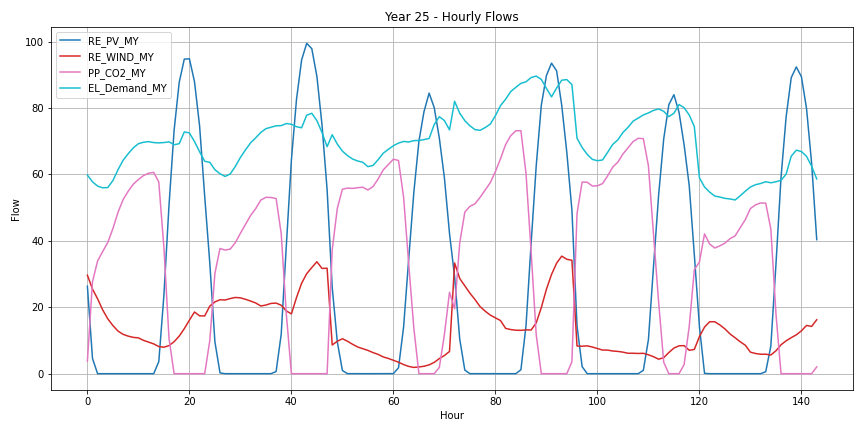 Year 25 - Hourly Flows
RE_PV_MY
RE_WIND_MY
PP_CO2_MY
EL_Demand_MY
100
80
60
40
20
0
Flow
0 20 40 60 80 100 120 140
Hour